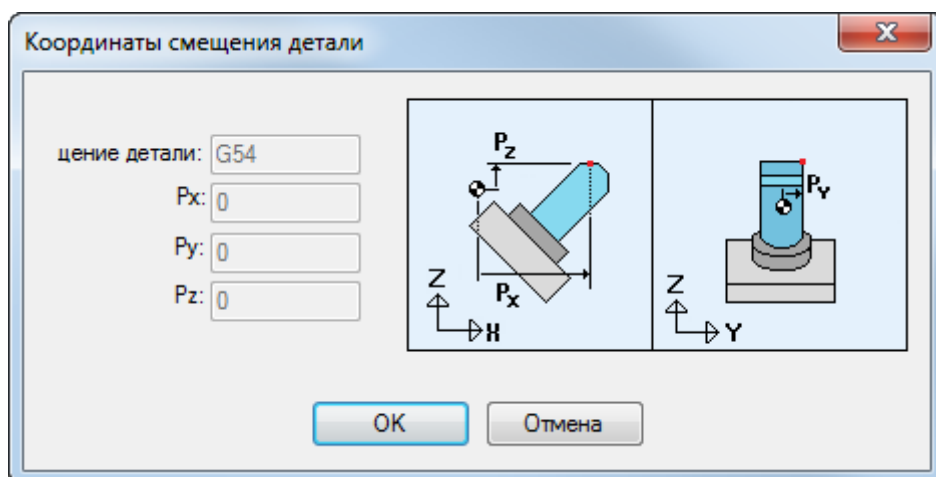 Координаты смещения детали
щение детали: G54
Px: 0
Py: 0
Pz: 0
PZ
PX
Z
X
PY
Z
Y
OK Отмена